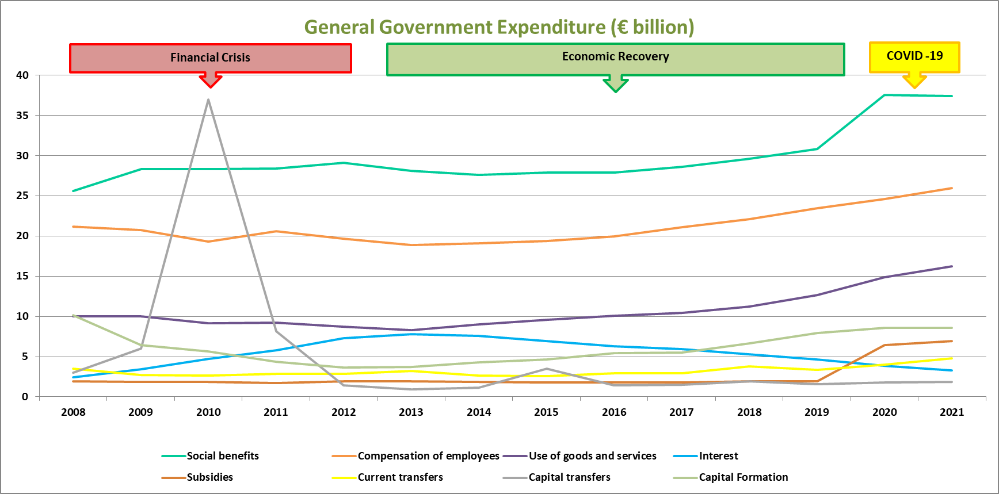 General Government Expenditure (€ billion)
Financial Crisis
Economic Recovery
COVID -19
40
35
30
25
20
15
10
5
0
2008 2009 2010 2011 2012 2013 2014 2015 2016 2017 2018 2019 2020 2021
Social benefits Compensation of employees Use of goods and services Interest
Subsidies Current transfers Capital transfers Capital Formation